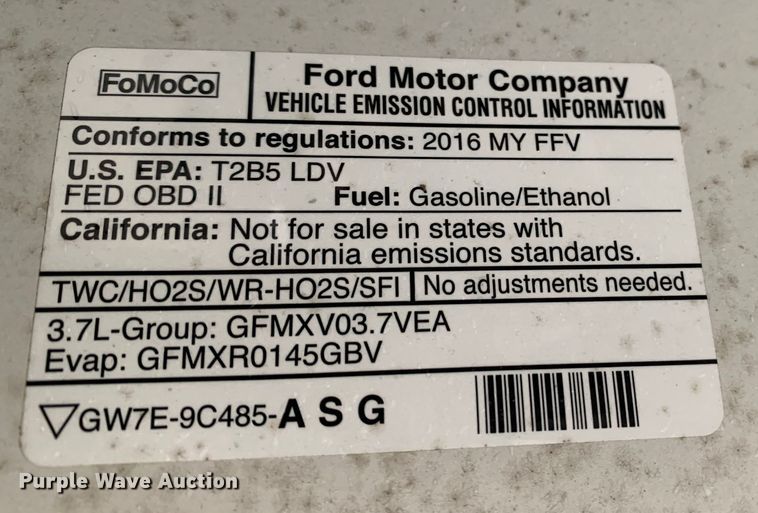 FoMoCo
Ford Motor Company
VEHICLE EMISSION CONTROL INFORMATION
Conforms to regulations: 2016 MY FFV
U.S. EPA: T2B5 LDV
FED OBD II Fuel: Gasoline/Ethanol
California: Not for sale in states with
California emissions standards.
TWC/HO2S/WR-HO2S/SFI No adjustments needed.
3.7L-Group: GFMXV03.7VEA
Evap: GFMXR0145GBV
GW7E-9C485-A S G
Purple Wave Auction